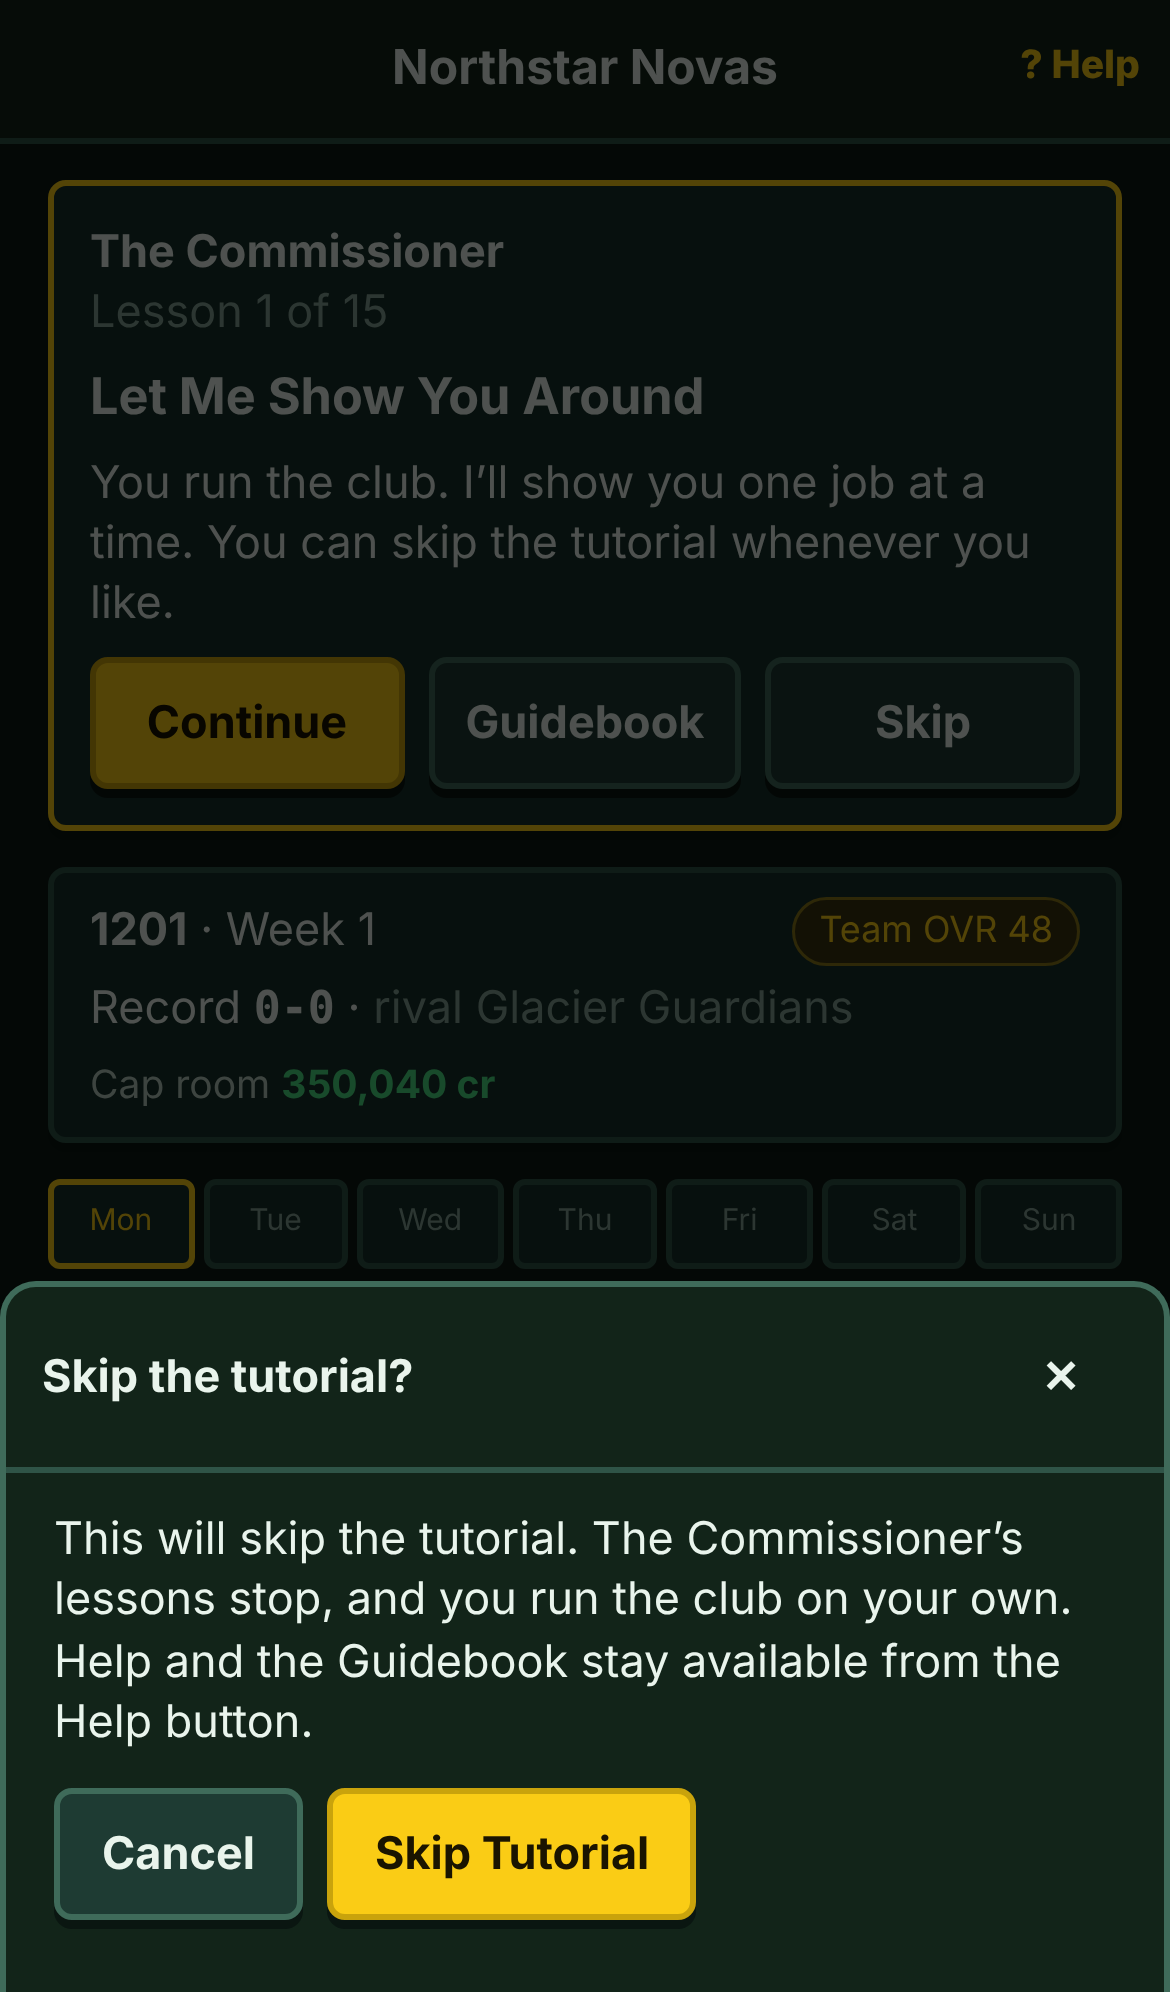 Northstar Novas
? Help
The Commissioner
Lesson 1 of 15
Let Me Show You Around
You run the club. I’ll show you one job at a
time. You can skip the tutorial whenever you
like.
Continue Guidebook Skip
1201 · Week 1 Team OVR 48
Record 0-0 · rival Glacier Guardians
Cap room 350,040 cr
Mon Tue Wed Thu Fri Sat Sun
Skip the tutorial? ✕
This will skip the tutorial. The Commissioner’s
lessons stop, and you run the club on your own.
Help and the Guidebook stay available from the
Help button.
Cancel Skip Tutorial